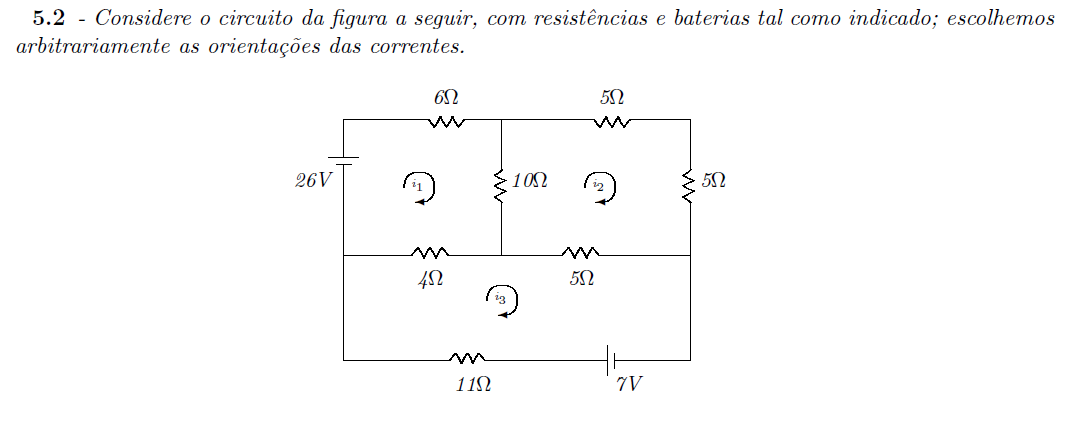 5.2 - Considere o circuito da figura a seguir, com resistências e baterias tal como indicado; escolhemos
arbitrariamente as orientações das correntes.
6Ω
5Ω
26V
i1
10Ω
i2
5Ω
4Ω
5Ω
i3
11Ω
7V